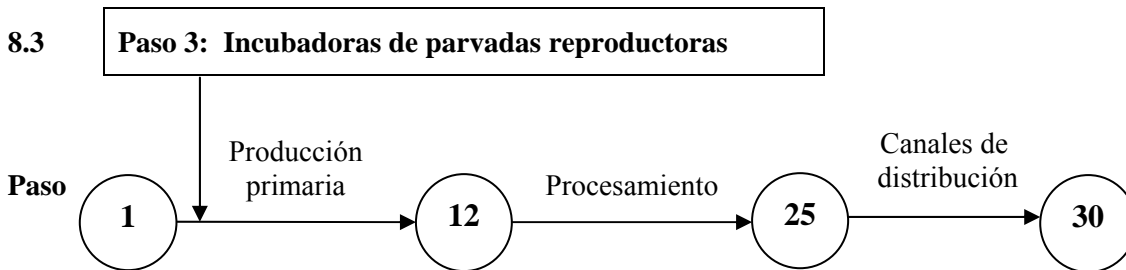 8.3 Paso 3: Incubadoras de parvadas reproductoras
Producción
primaria
Procesamiento
Canales de
distribución
Paso 1 12 25 30